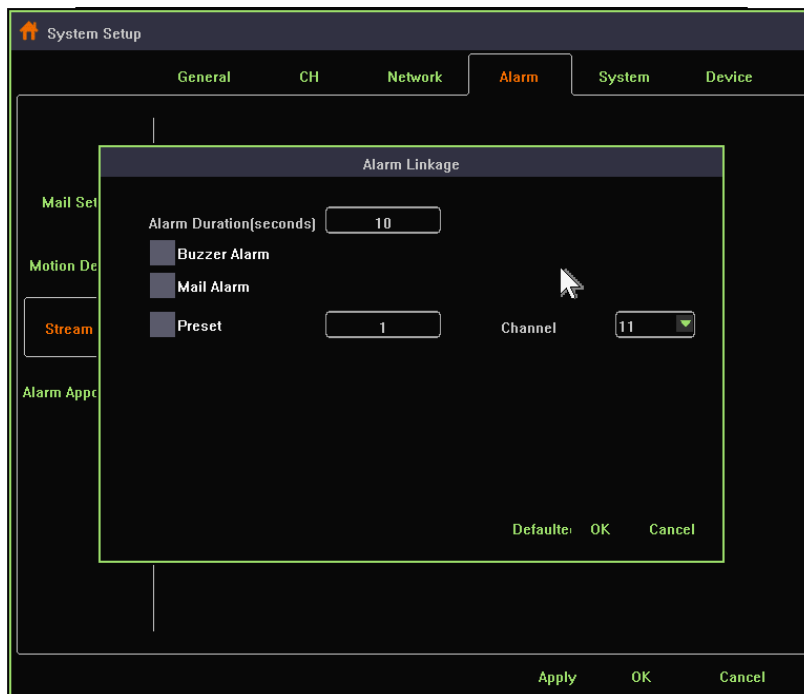 System Setup
General CH Network Alarm System Device
Alarm Linkage
Mail Set
Alarm Duration(seconds) 10
Buzzer Alarm
Motion De
Mail Alarm
Stream
Preset 1 Channel 11
Alarm Appo
Defaulte OK Cancel
Apply OK Cancel